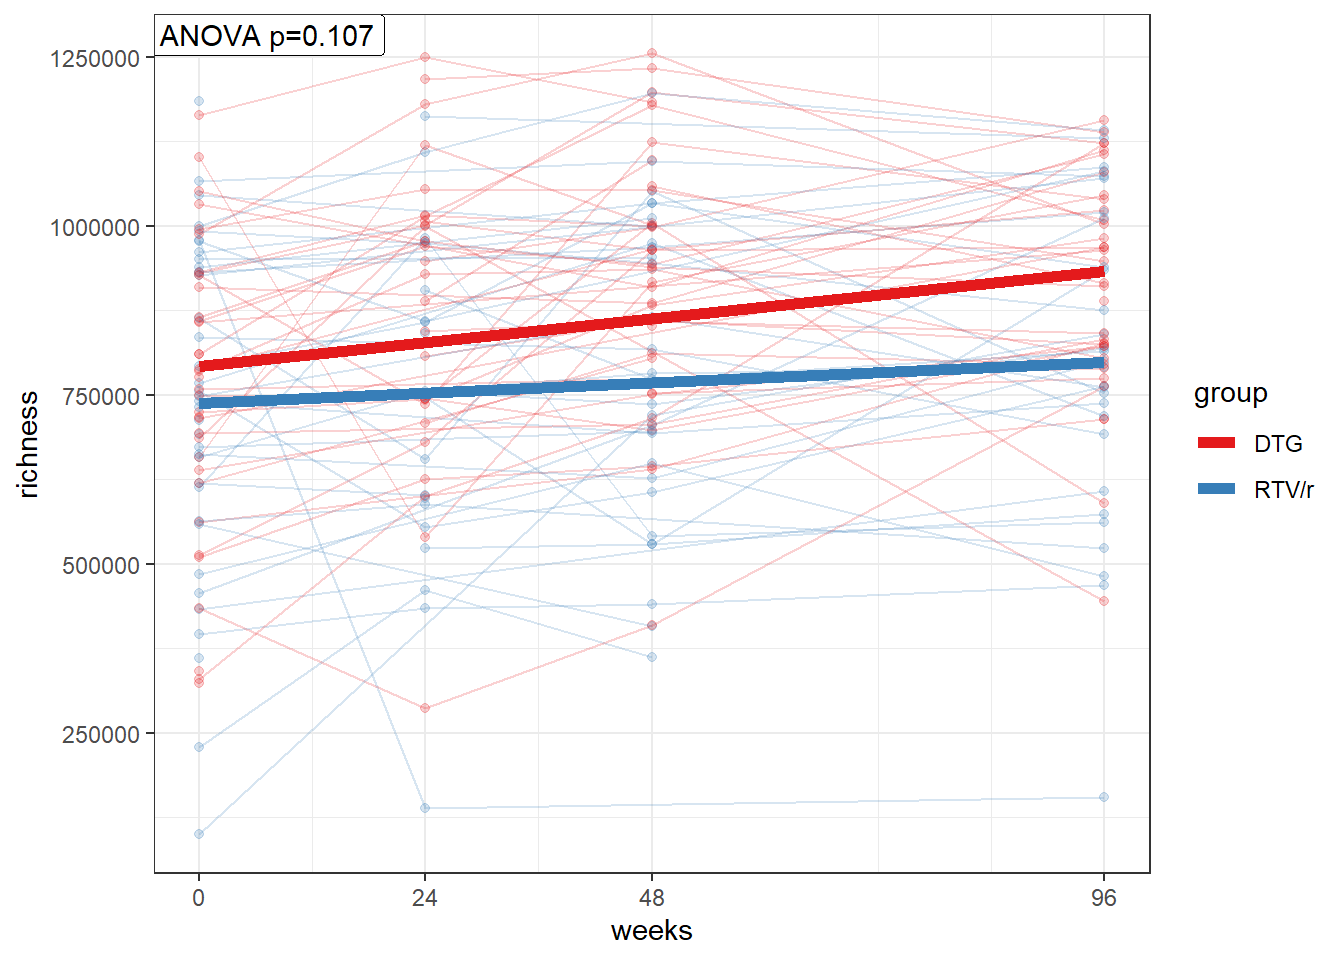 ANOVA p=0.107
1250000
1000000
750000
500000
250000
richness
0 24 48 96
weeks
group
DTG
RTV/r